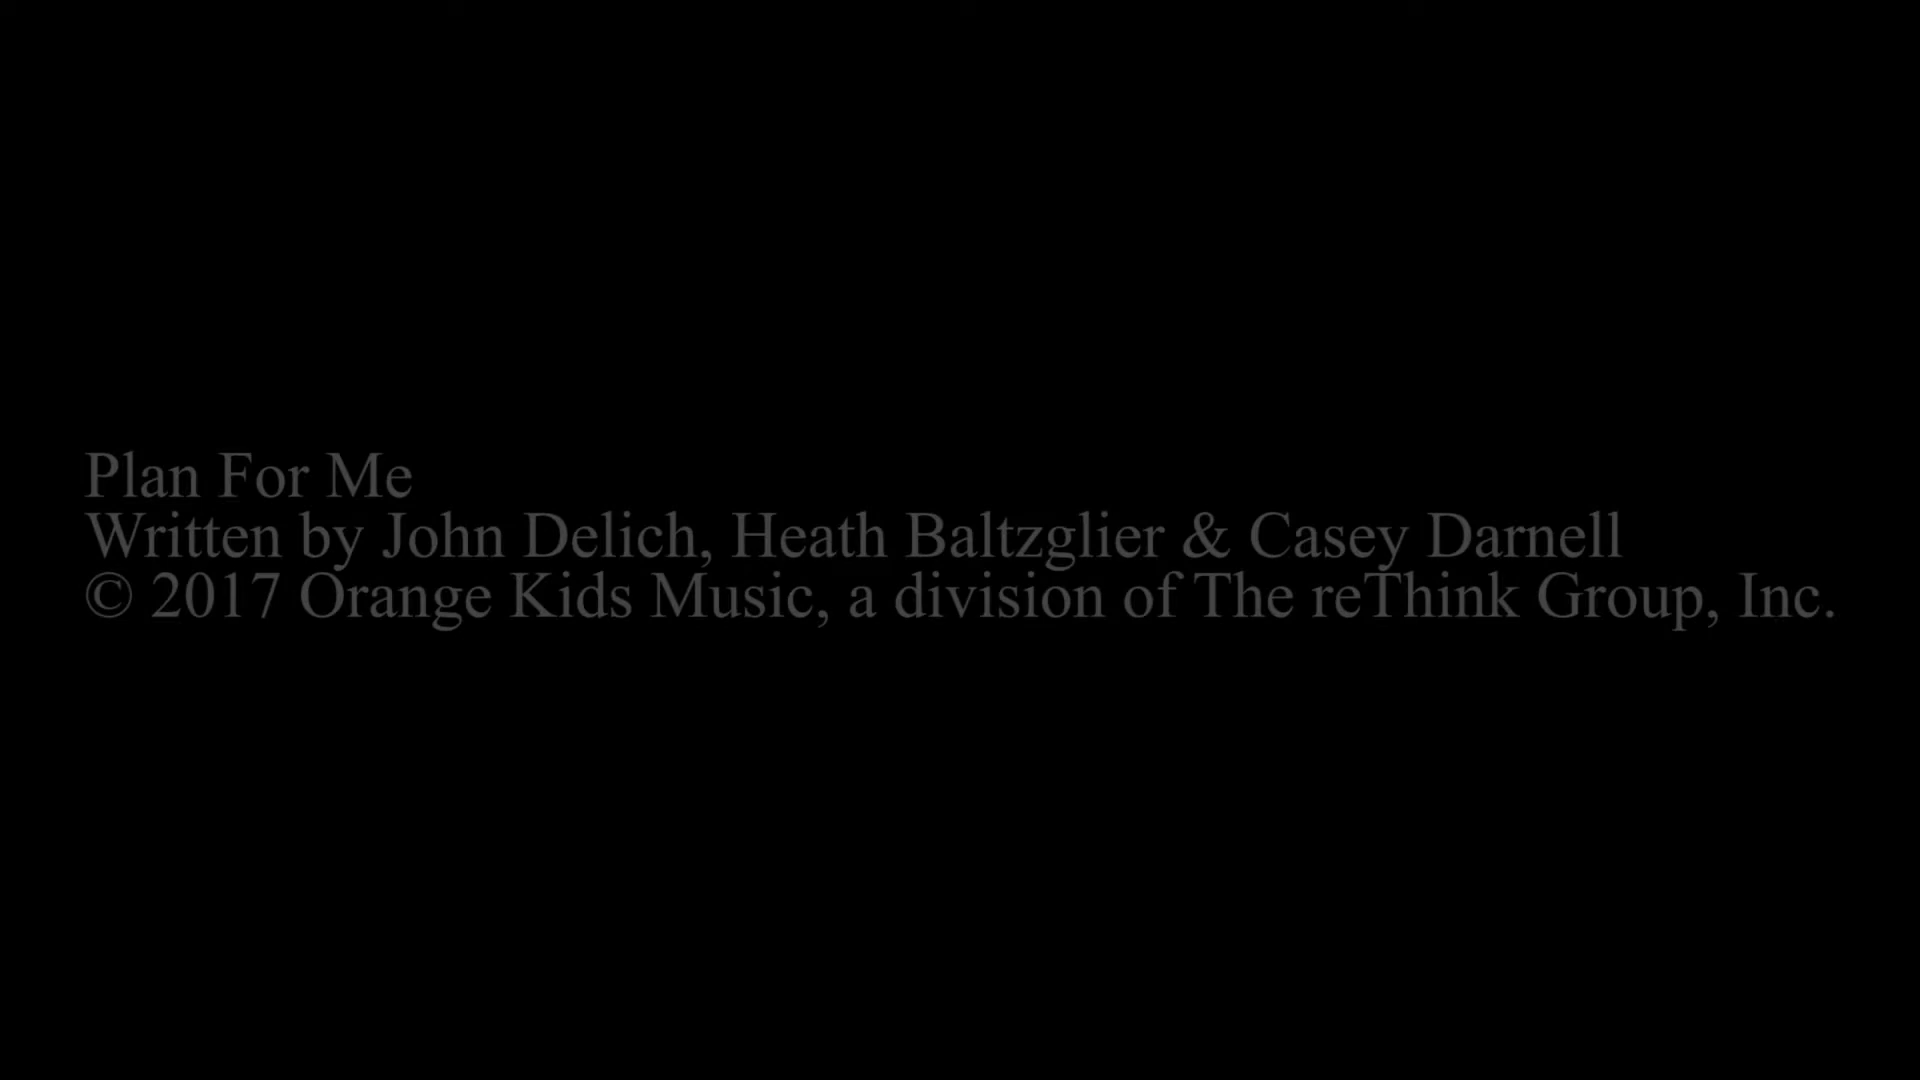 Plan For Me
Written by John Delich, Heath Baltzglier & Casey Darnell
© 2017 Orange Kids Music, a division of The reThink Group, Inc.